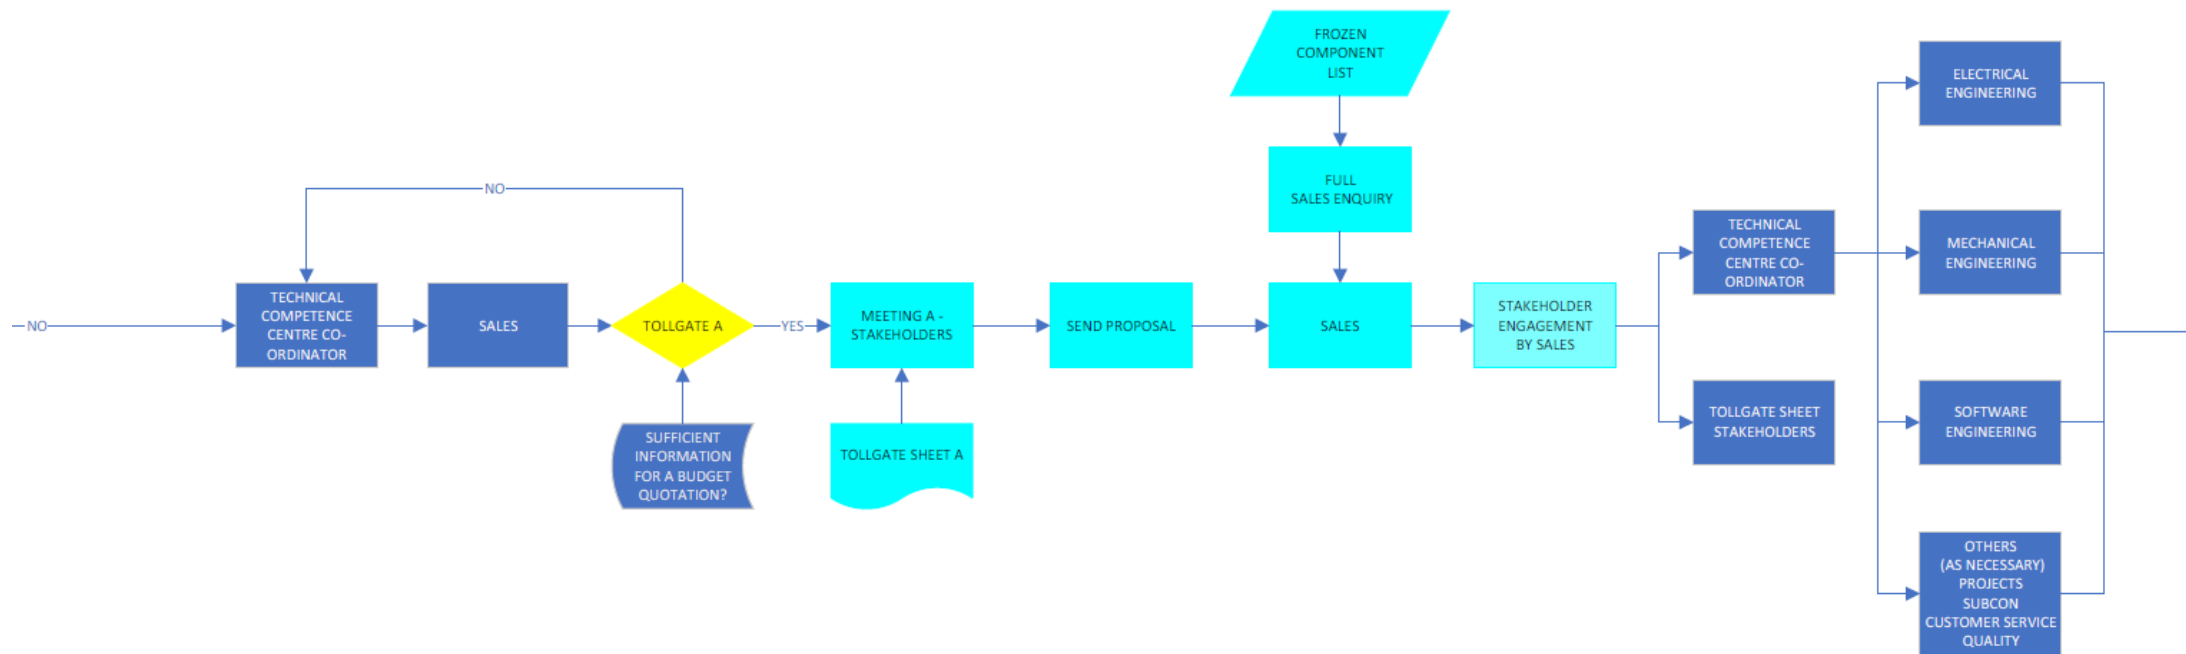 FROZEN
COMPONENT
LIST
ELECTRICAL
ENGINEERING
FULL
SALES ENQUIRY
NO
TECHNICAL
COMPETENCE
CENTRE CO-
ORDINATOR
MECHANICAL
ENGINEERING
NO
TECHNICAL
COMPETENCE
CENTRE CO-
ORDINATOR
SALES
TOLLGATE A
YES
MEETING A -
STAKEHOLDERS
SEND PROPOSAL
SALES
STAKEHOLDER
ENGAGEMENT
BY SALES
TOLLGATE SHEET
STAKEHOLDERS
SOFTWARE
ENGINEERING
SUFFICIENT
INFORMATION
FOR A BUDGET
QUOTATION?
TOLLGATE SHEET A
OTHERS
(AS NECESSARY)
PROJECTS
SUBCON
CUSTOMER SERVICE
QUALITY